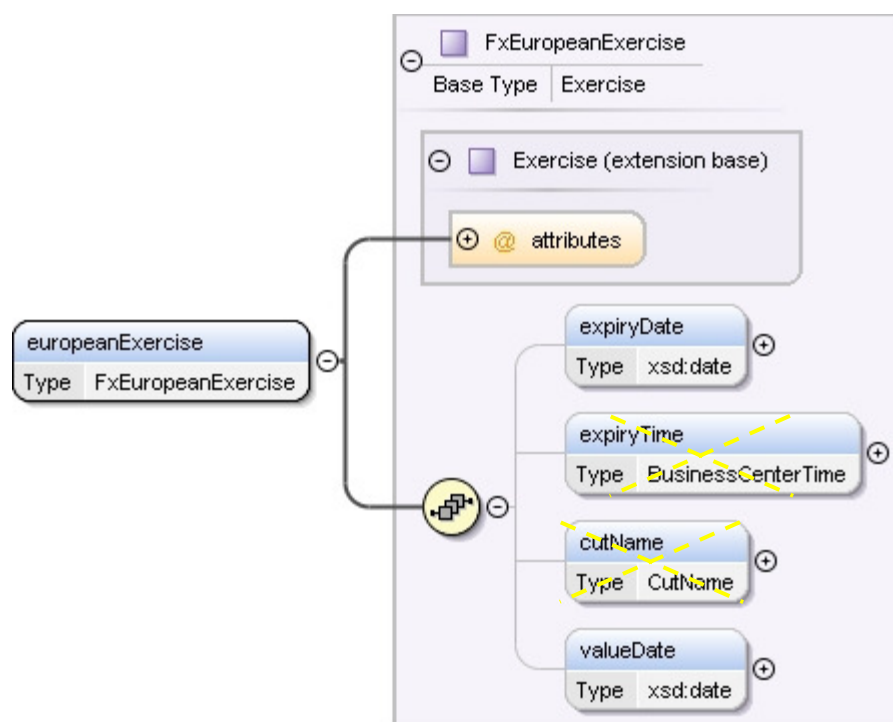 FxEuropeanExercise
Base Type Exercise
Exercise (extension base)
@ attributes
europeanExercise
Type FxEuropeanExercise
expiryDate
Type xsd:date
expiryTime
Type BusinessCenterTime
cutName
Type CutName
valueDate
Type xsd:date